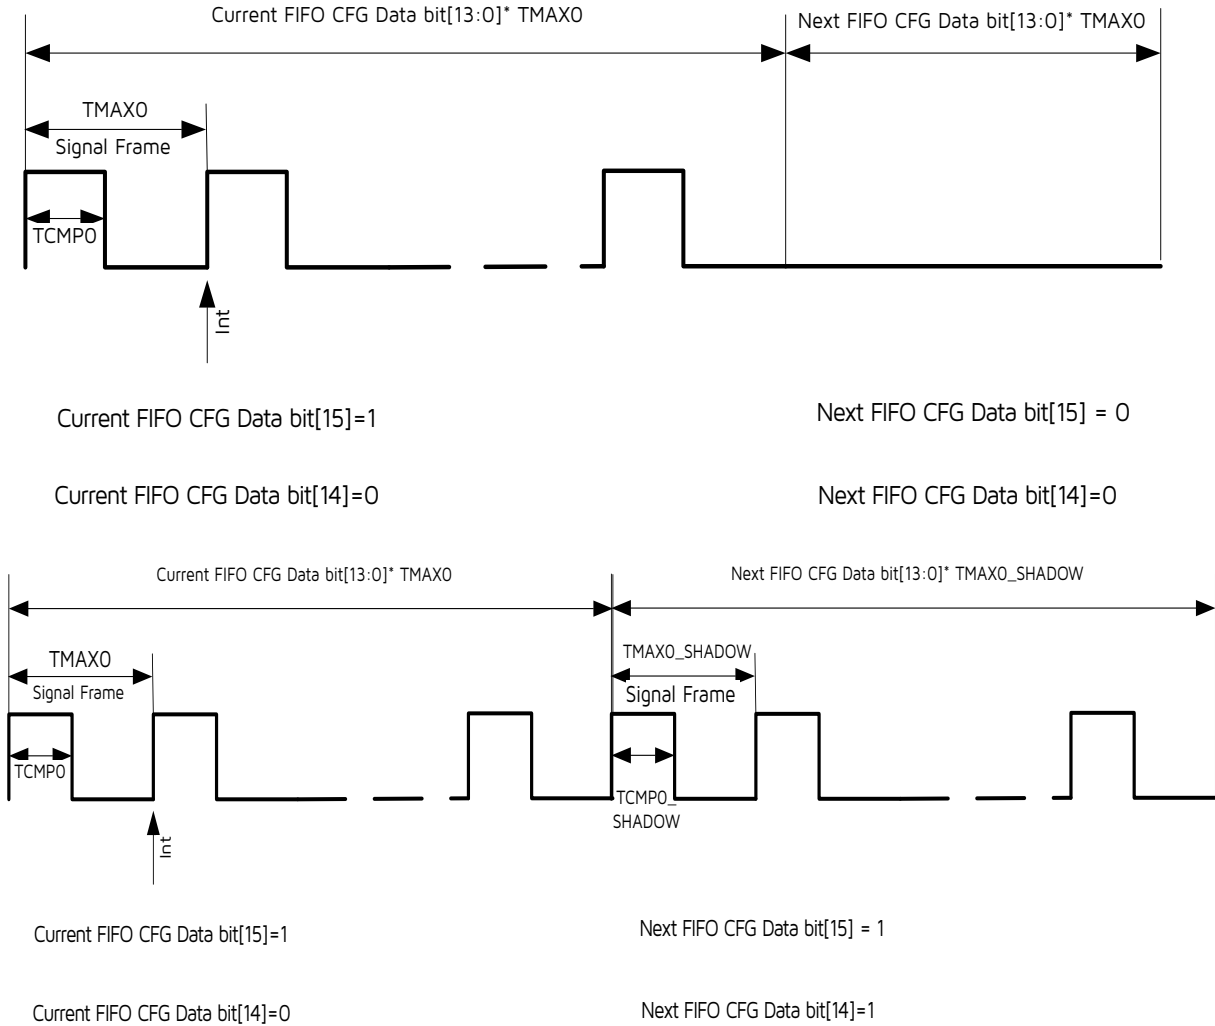 Current FIFO CFG Data bit[13:0]* TMAX0
Next FIFO CFG Data bit[13:0]* TMAX0
TMAX0
Signal Frame
TCMP0
Int
Current FIFO CFG Data bit[15]=1
Next FIFO CFG Data bit[15] = 0
Current FIFO CFG Data bit[14]=0
Next FIFO CFG Data bit[14]=0
Current FIFO CFG Data bit[13:0]* TMAX0
Next FIFO CFG Data bit[13:0]* TMAX0_SHADOW
TMAX0
Signal Frame
TMAX0_SHADOW
Signal Frame
TCMP0
TCMP0_
SHADOW
Int
Current FIFO CFG Data bit[15]=1
Next FIFO CFG Data bit[15] = 1
Current FIFO CFG Data bit[14]=0
Next FIFO CFG Data bit[14]=1